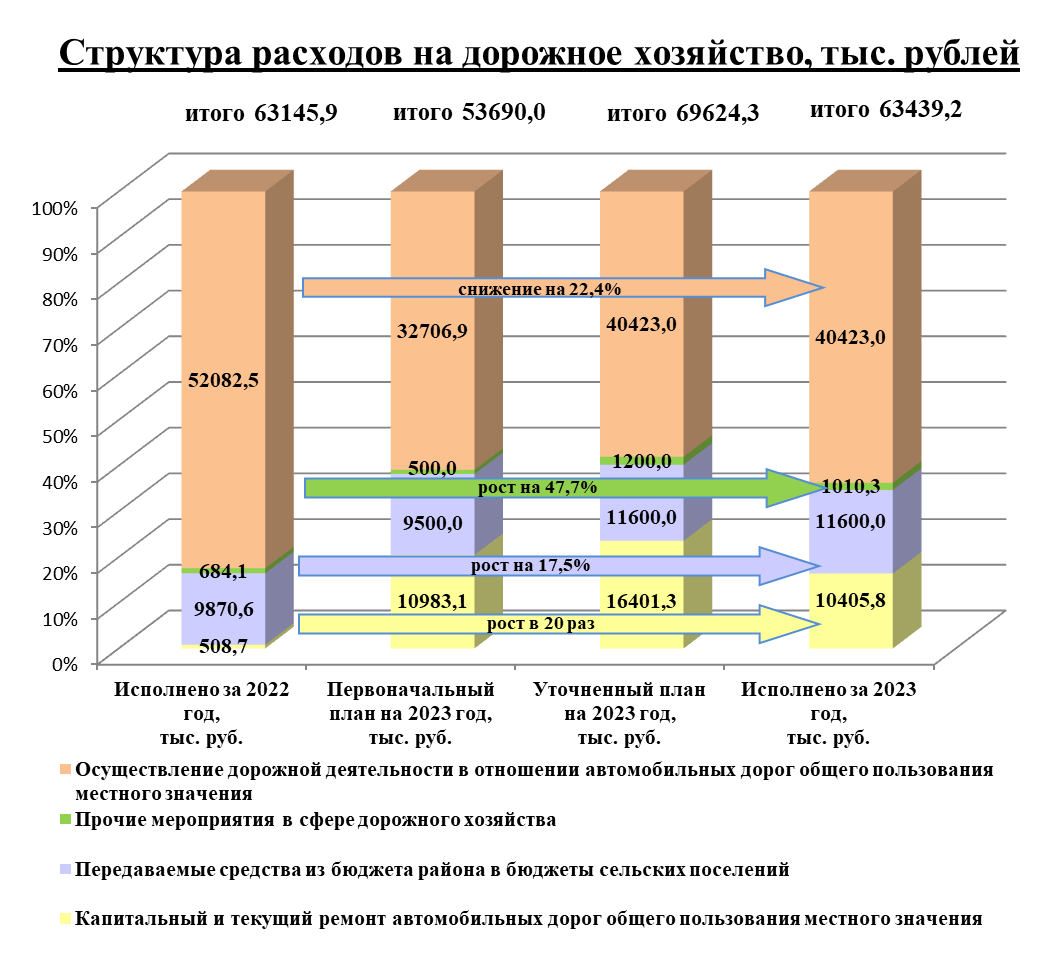 Структура расходов на дорожное хозяйство, тыс. рублей
итого 63145,9
итого 53690,0
итого 69624,3
итого 63439,2
100%
90%
80%
70%
60%
50%
40%
30%
20%
10%
0%
52082,5
684,1
9870,6
508,7
32706,9
500,0
9500,0
10983,1
40423,0
1200,0
11600,0
16401,3
40423,0
1010,3
11600,0
10405,8
снижение на 22,4%
рост на 47,7%
рост на 17,5%
рост в 20 раз
Исполнено за 2022
год,
тыс. руб.
Первоначальный
план на 2023 год,
тыс. руб.
Уточненный план
на 2023 год,
тыс. руб.
Исполнено за 2023
год,
тыс. руб.
Осуществление дорожной деятельности в отношении автомобильных дорог общего пользования
местного значения
Прочие мероприятия в сфере дорожного хозяйства
Передаваемые средства из бюджета района в бюджеты сельских поселений
Капитальный и текущий ремонт автомобильных дорог общего пользования местного значения